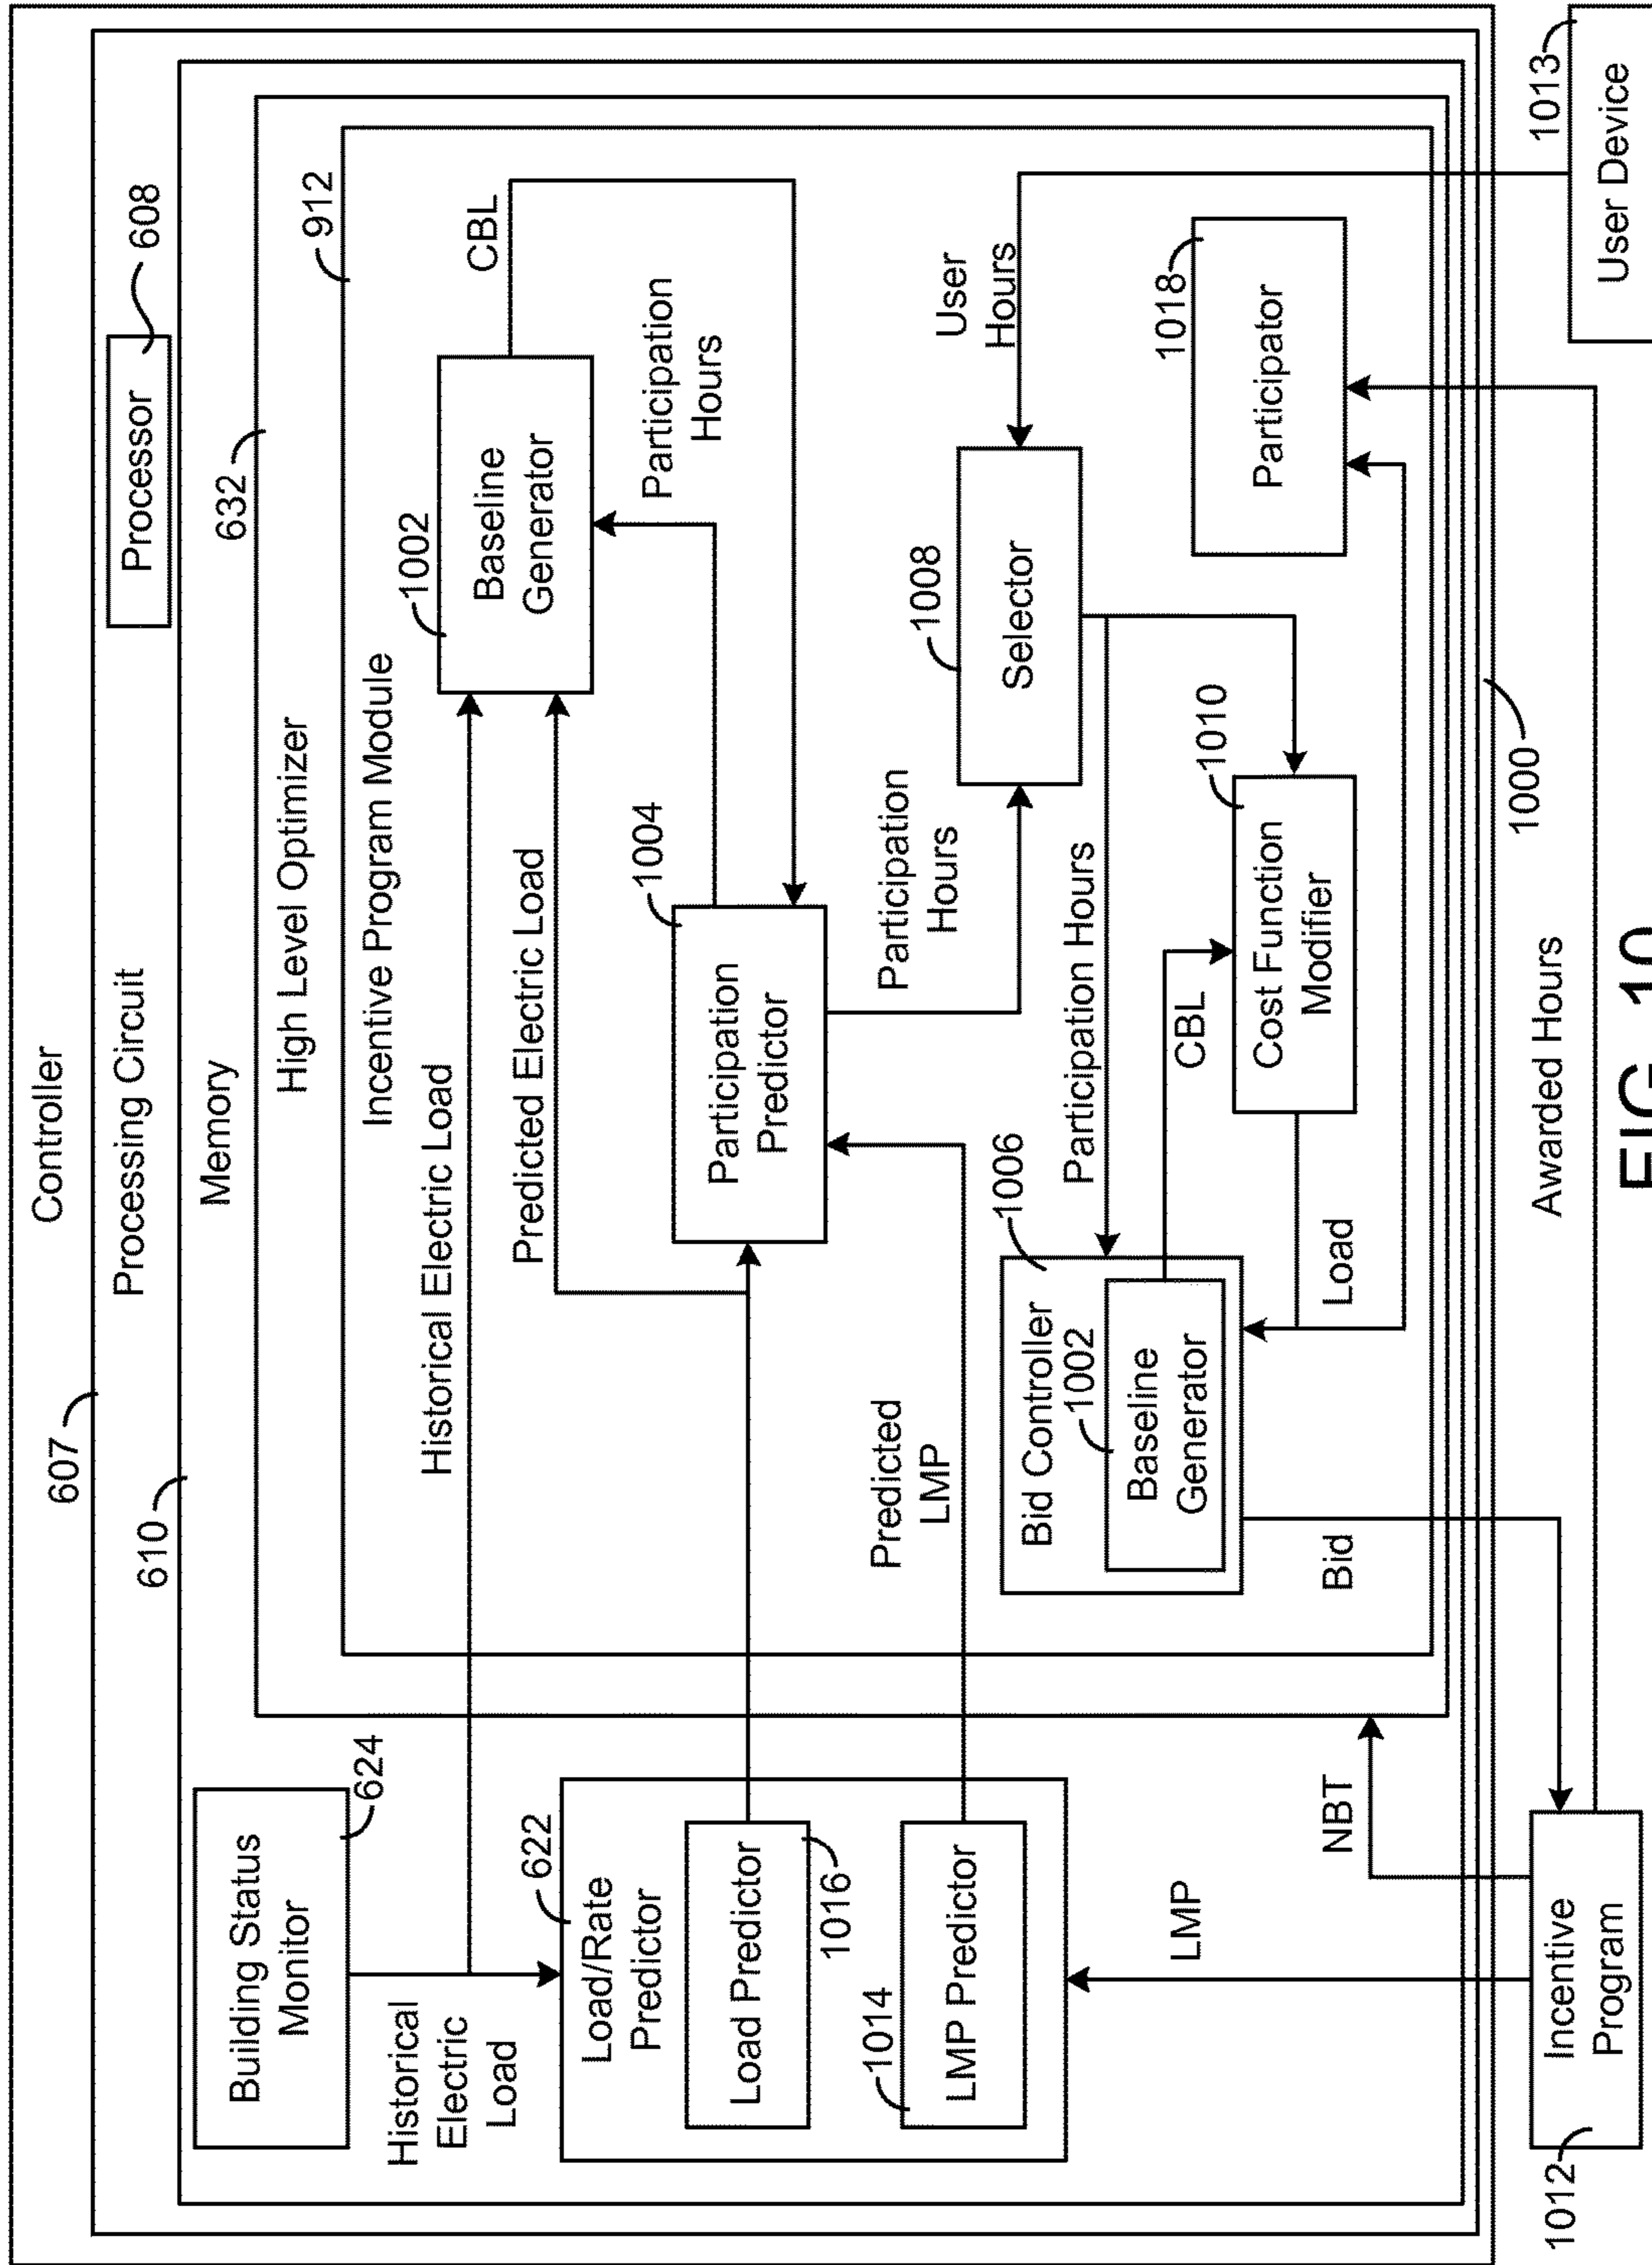 Controller
607
Processing Circuit
Processor
608
610
Memory
632
High Level Optimizer
912
Incentive Program Module
Building Status
Monitor
624
Historical
Electric
Load
Historical Electric Load
Predicted Electric Load
1002
Baseline
Generator
CBL
Participation
Hours
622
Load/Rate
Predictor
Load Predictor
1016
1014
LMP Predictor
1004
Participation
Predictor
Predicted
LMP
Participation
Hours
1008
Selector
User
Hours
1006
Bid Controller
1002
Baseline
Generator
Participation Hours
CBL
1010
Cost Function
Modifier
Load
1018
Participator
Bid
NBT
LMP
1000
Incentive
Program
1012
Awarded Hours
1013
User Device
FIG. 10